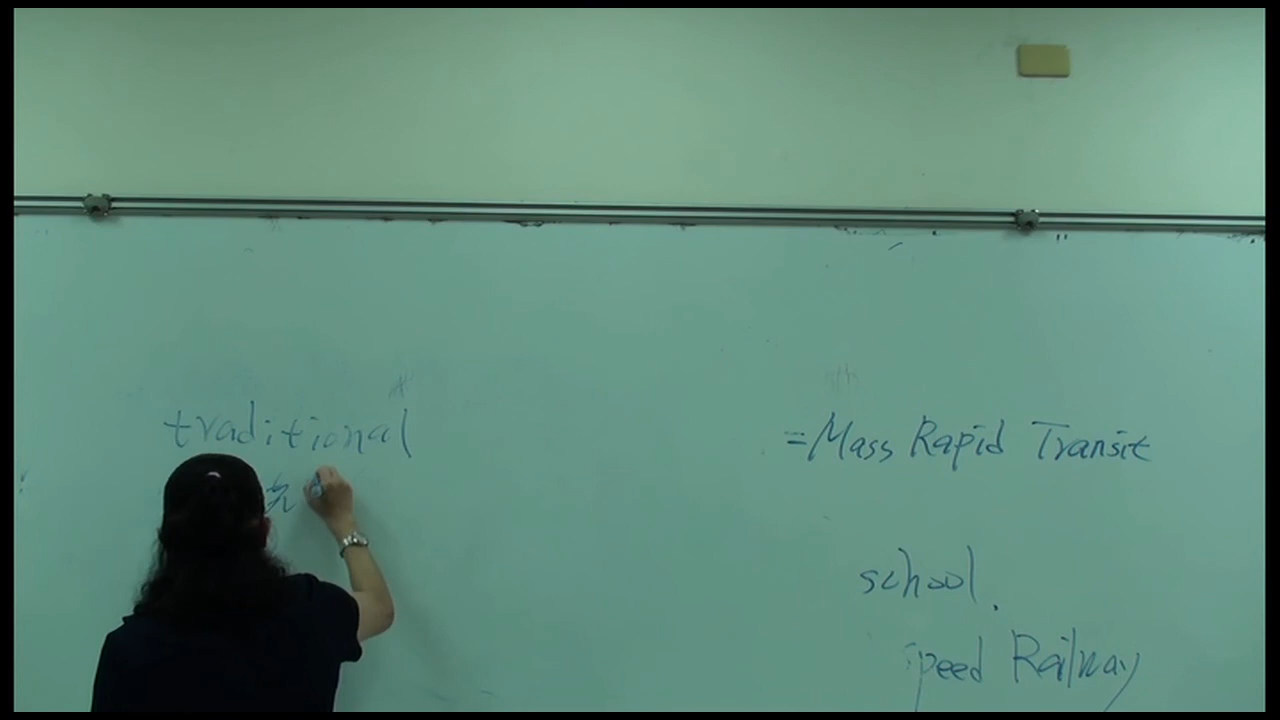 traditional
=Mass Rapid Transit
school.
speed Railway